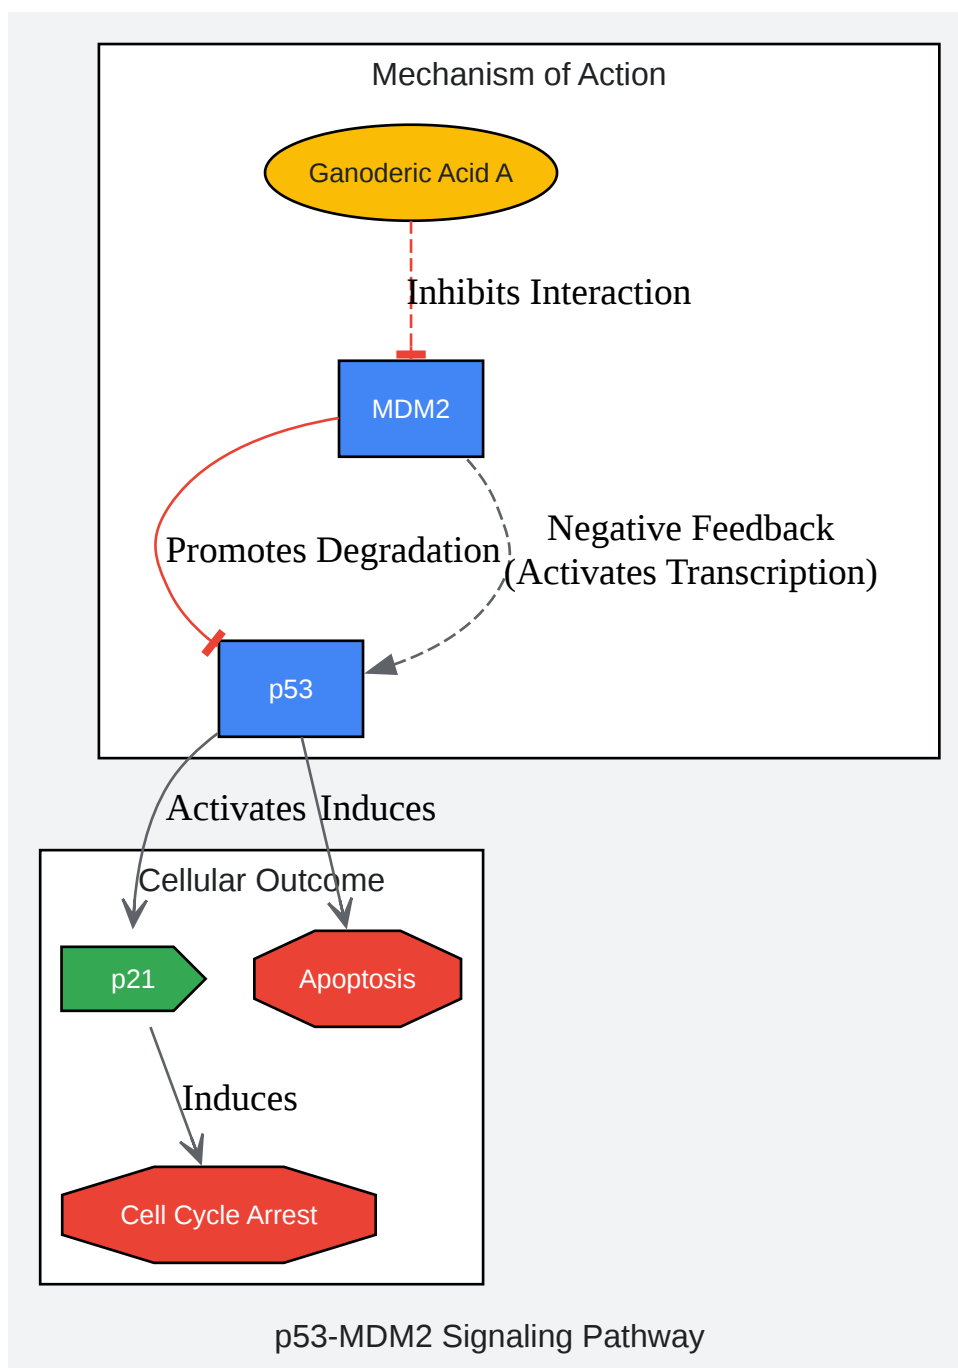 Mechanism of Action
Ganoderic Acid A
Inhibits Interaction
MDM2
Promotes Degradation
Negative Feedback
(Activates Transcription)
p53
Activates
Induces
Cellular Outcome
p21
Apoptosis
Induces
Cell Cycle Arrest
p53-MDM2 Signaling Pathway